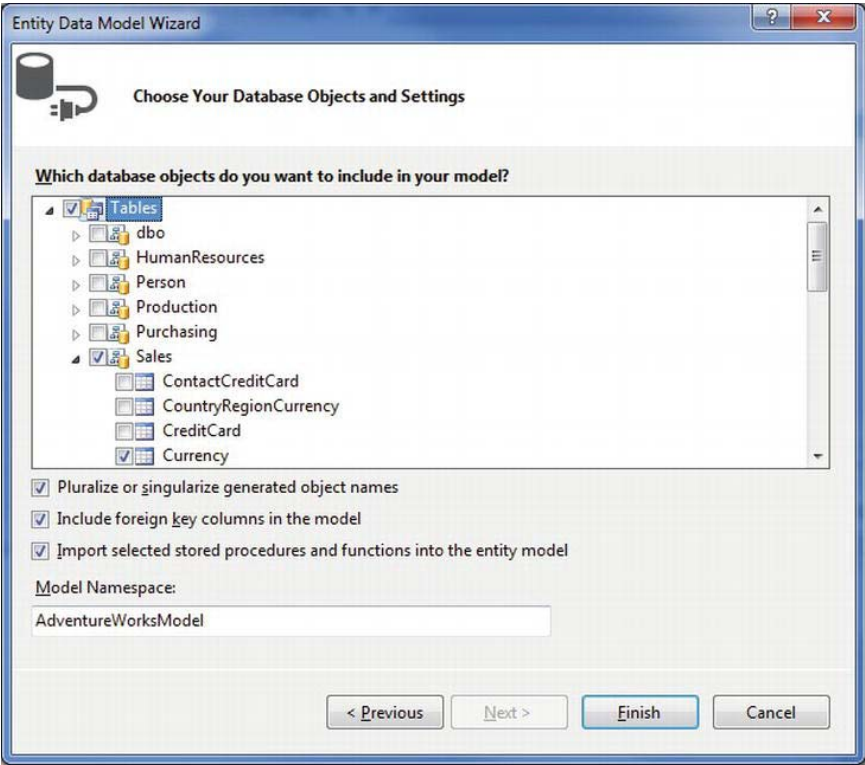 Entity Data Model Wizard
Choose Your Database Objects and Settings
Which database objects do you want to include in your model?
Tables
dbo
HumanResources
Person
Production
Purchasing
Sales
ContactCreditCard
CountryRegionCurrency
CreditCard
Currency
Pluralize or singularize generated object names
Include foreign key columns in the model
Import selected stored procedures and functions into the entity model
Model Namespace:
AdventureWorksModel
< Previous Next > Finish Cancel